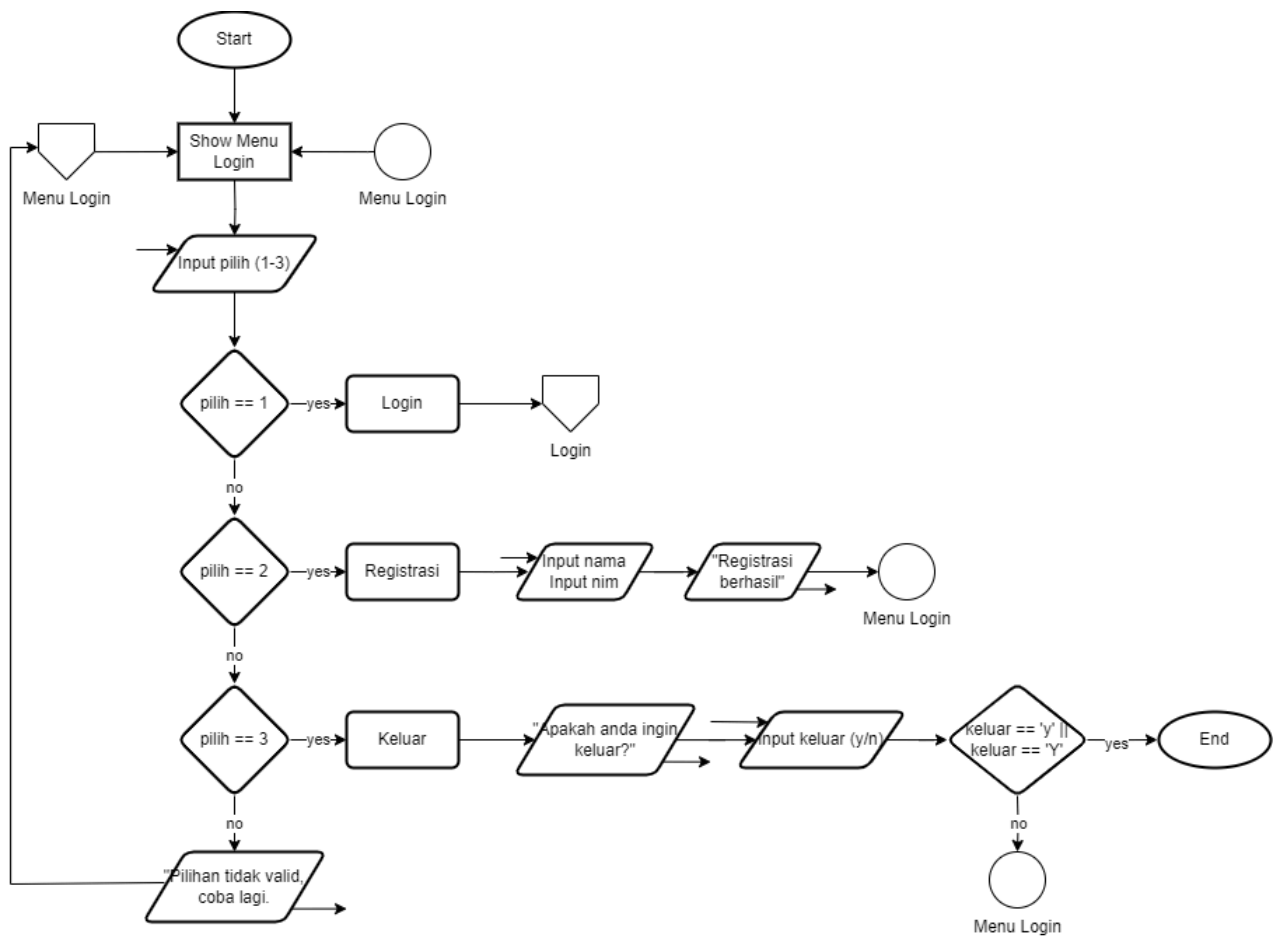 Start
Show Menu
Login
Menu Login
Menu Login
Input pilih (1-3)
pilih == 1
yes
Login
Login
no
pilih == 2
yes
Registrasi
Input nama
Input nim
"Registrasi
berhasil"
Menu Login
no
pilih == 3
yes
Keluar
"Apakah anda ingin
keluar?"
Input keluar (y/n)
keluar == 'y' ||
keluar == 'Y'
yes
End
no
no
"Pilihan tidak valid,
coba lagi.
Menu Login